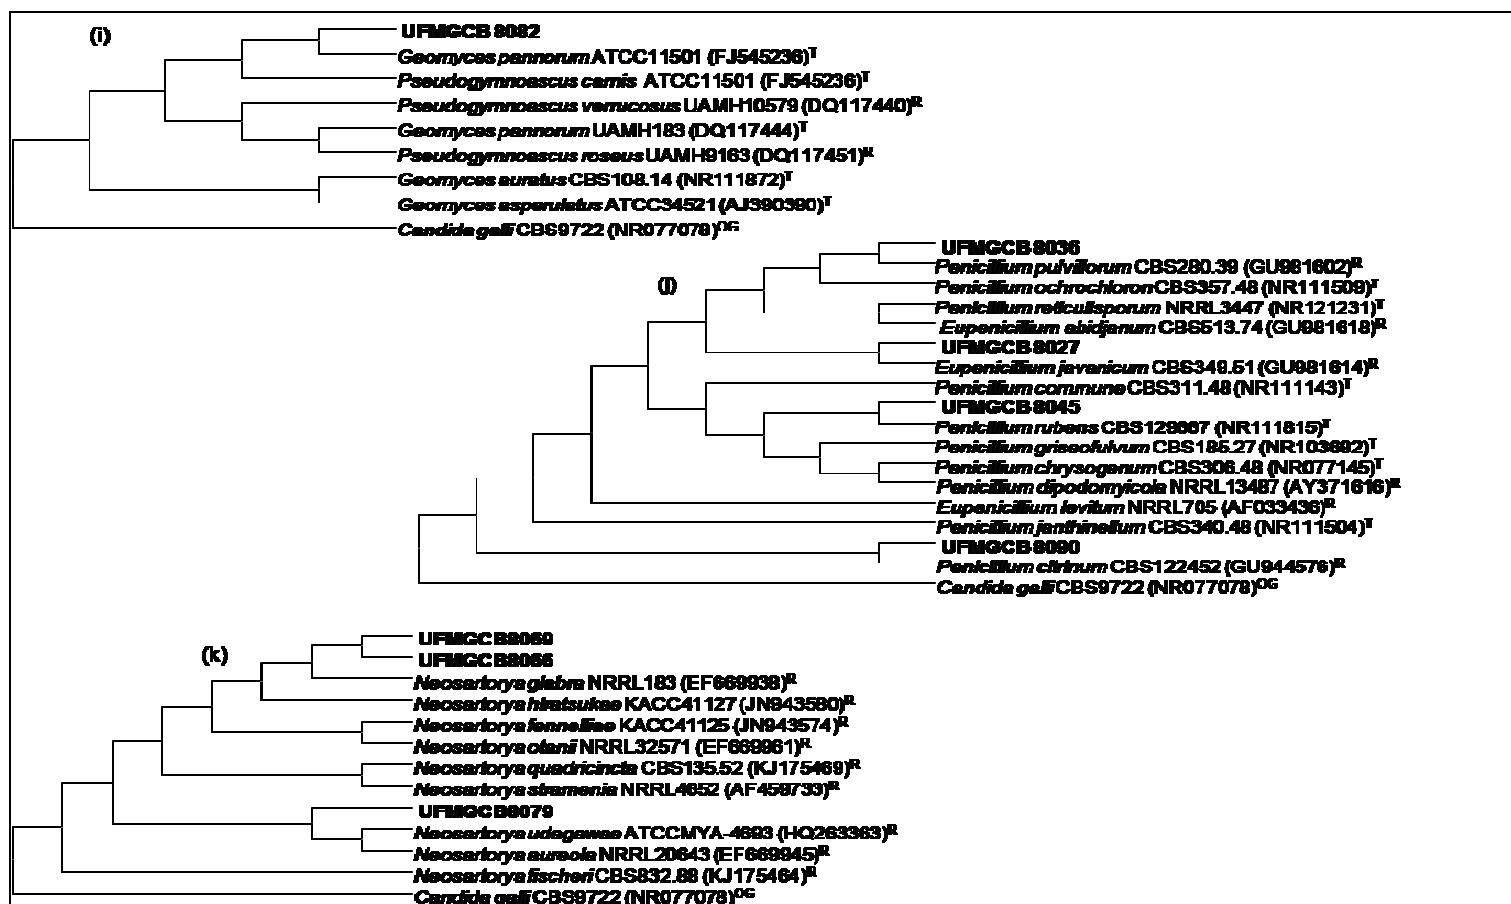 (i)
UFMGCB 8082
Geomyces pannorum ATCC11501 (FJ545236)T
Pseudogymnoascus carnis ATCC11501 (FJ545236)T
Pseudogymnoascus verrucosus UAMH10579 (DQ117440)R
Geomyces pannorum UAMH183 (DQ117444)T
Pseudogymnoascus roseus UAMH9163 (DQ117451)R
Geomyces auratus CBS108.14 (NR111872)T
Geomyces asperulatus ATCC34521 (AJ390390)T
Candida galli CBS9722 (NR077078)OG
(j)
UFMGCB 8036
Penicillium pulvillorum CBS280.39 (GU981602)R
Penicillium ochrochloron CBS357.48 (NR111509)T
Penicillium reticulisporum NRRL3447 (NR121231)T
Eupenicillium abidjanum CBS513.74 (GU981618)R
UFMGCB 8027
Eupenicillium javanicum CBS349.51 (GU981614)R
Penicillium commune CBS311.48 (NR111143)T
UFMGCB 8045
Penicillium rubens CBS129667 (NR111815)T
Penicillium griseofulvum CBS185.27 (NR103692)T
Penicillium chrysogenum CBS306.48 (NR077145)T
Penicillium dipodomyicola NRRL13487 (AY371616)R
Eupenicillium levitum NRRL705 (AF033436)R
Penicillium janthinellum CBS340.48 (NR111504)T
UFMGCB 8090
Penicillium citrinum CBS122452 (GU944576)R
Candida galli CBS9722 (NR077078)OG
(k)
UFMGCB8069
UFMGCB8066
Neosartorya glabra NRRL183 (EF669938)R
Neosartorya hiratsukae KACC41127 (JN943580)R
Neosartorya fennelliae KACC41125 (JN943574)R
Neosartorya otanii NRRL32571 (EF669961)R
Neosartorya quadricincta CBS135.52 (KJ175469)R
Neosartorya stramenia NRRL4652 (AF459733)R
UFMGCB8079
Neosartorya udagawae ATCCMYA-4693 (HQ263363)R
Neosartorya aureola NRRL20643 (EF669945)R
Neosartorya fischeri CBS832.88 (KJ175464)R
Candida galli CBS9722 (NR077078)OG